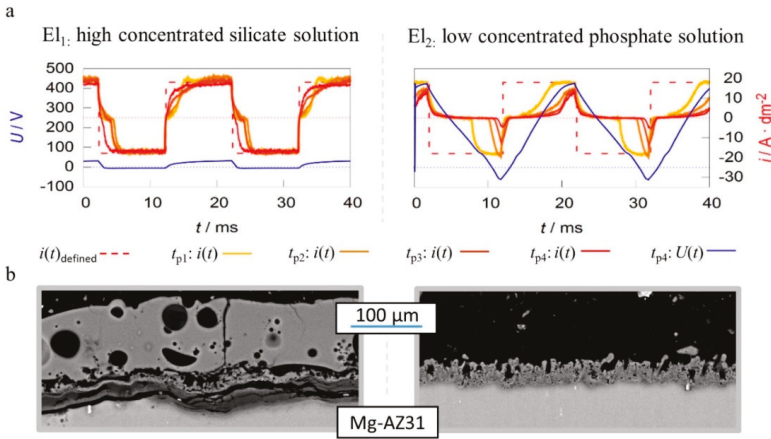 a
El1: high concentrated silicate solution
El2: low concentrated phosphate solution
U / V
500
400
300
200
100
0
-100
0 10 20 30 40
t / ms
0 10 20 30 40
t / ms
20
10
0
-10
-20
i / A · dm-2
i(t)defined
tp1: i(t)
tp2: i(t)
tp3: i(t)
tp4: i(t)
tp4: U(t)
b
100 µm
Mg-AZ31